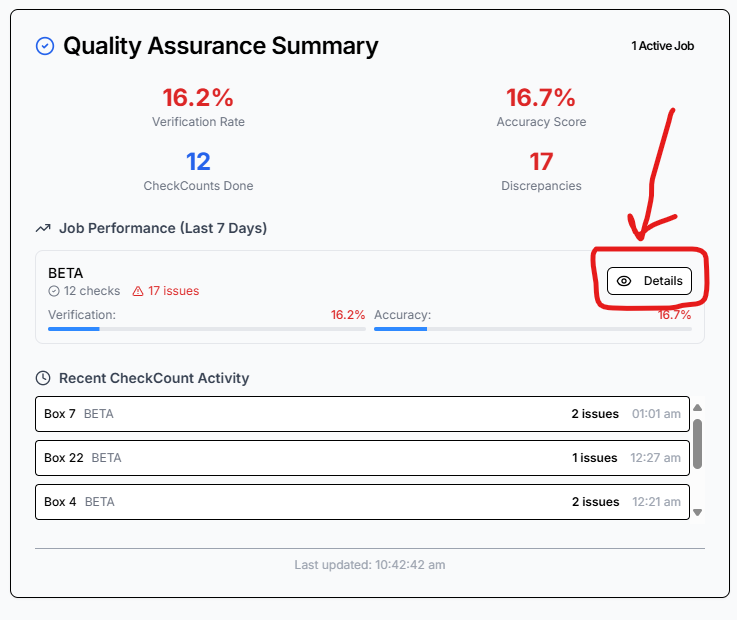 Quality Assurance Summary 1 Active Job
16.2% 16.7%
Verification Rate Accuracy Score
12 17
CheckCounts Done Discrepancies
Job Performance (Last 7 Days)
BETA
Details
12 checks 17 issues
Verification: 16.2% Accuracy: 16.7%
Recent CheckCount Activity
Box 7 BETA 2 issues 01:01 am
Box 22 BETA 1 issues 12:27 am
Box 4 BETA 2 issues 12:21 am
Last updated: 10:42:42 am